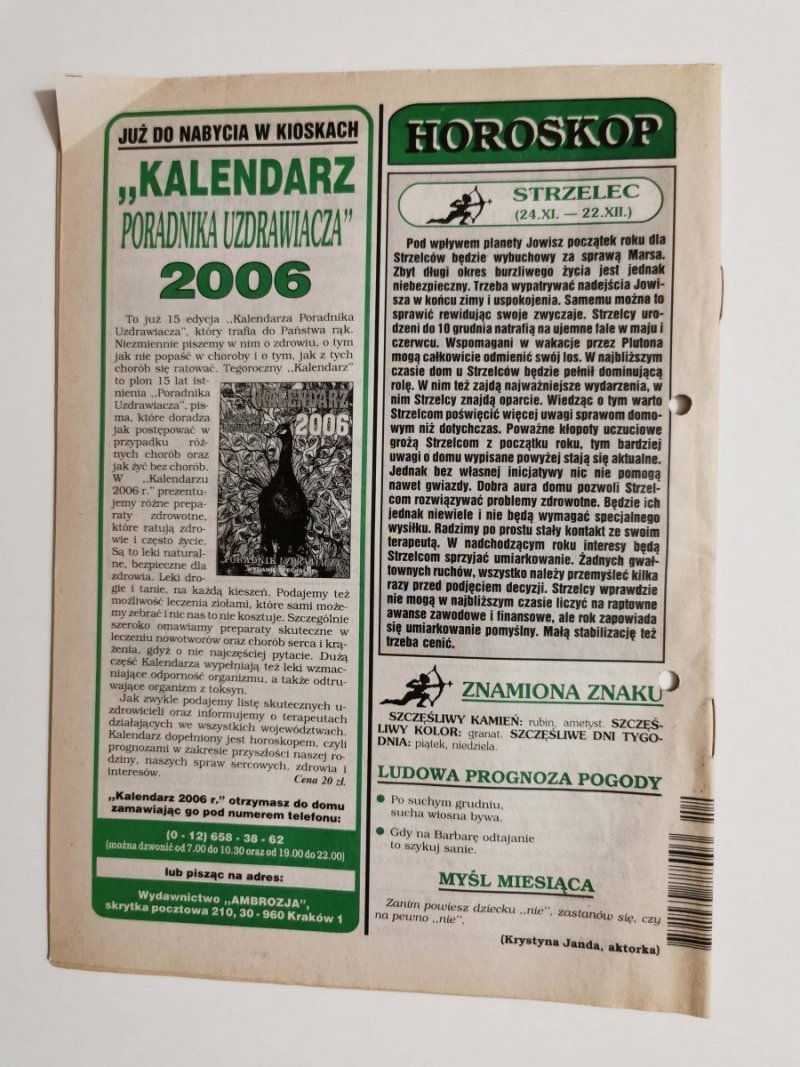 JUŻ DO NABYCIA W KIOSKACH
„KALENDARZ
PORADNIKA UZDRAWIACZA”
2006
To już 15 edycja „Kalendarza Poradnika
Uzdrawiacza”, który trafia do Państwa rąk.
Niezmiennie piszemy w nim o zdrowiu, o tym
jak nie popaść w choroby i o tym, jak z tych
chorób się ratować. Tegoroczny „Kalendarz”
to plon 15 lat ist-
nienia „Poradnika
Uzdrawiacza”, pis-
ma, które doradza
jak postępować w
przypadku róż-
nych chorób oraz
jak żyć bez chorób.
W „Kalendarzu
2006 r.” prezentu-
jemy różne prepa-
raty zdrowotne,
które ratują zdro-
wie i często życie.
Są to leki natural-
ne, bezpieczne dla
zdrowia. Leki dro-
gie i tanie, na każdą kieszeń. Podajemy też
możliwość leczenia ziołami, które sami może-
my zebrać i nic nas to nie kosztuje. Szczególnie
szeroko omawiamy preparaty skuteczne w
leczeniu nowotworów oraz chorób serca i krą-
żenia, gdyż o nie najczęściej pytacie. Dużą
część Kalendarza wypełniają też leki wzmac-
niające odporność organizmu, a także odtru-
wające organizm z toksyn.
Jak zwykle podajemy listę skutecznych u-
zdrowicieli oraz informujemy o terapeutach
działających we wszystkich województwach.
Kalendarz dopełniony jest horoskopem, czyli
prognozami w zakresie przyszłości naszej ro-
dziny, naszych spraw sercowych, zdrowia i
interesów.
Cena 20 zł.
KALENDARZ
2006
PORADNIK UZDRAWIACZA
WYDANIE SPECJALNE
„Kalendarz 2006 r.” otrzymasz do domu
zamawiając go pod numerem telefonu:
(0 - 12) 658 - 38 - 62
(można dzwonić od 7.00 do 10.30 oraz od 19.00 do 22.00)
lub pisząc na adres:
Wydawnictwo „AMBROZJA”,
skrytka pocztowa 210, 30 - 960 Kraków 1
HOROSKOP
STRZELEC
(24.XI. — 22.XII.)
Pod wpływem planety Jowisz początek roku dla
Strzelców będzie wybuchowy za sprawą Marsa.
Zbyt długi okres burzliwego życia jest jednak
niebezpieczny. Trzeba wypatrywać nadejścia Jowi-
sza w końcu zimy i uspokojenia. Samemu można to
sprawić rewidując swoje zwyczaje. Strzelcy uro-
dzeni do 10 grudnia natrafią na ujemne fale w maju i
czerwcu. Wspomagani w wakacje przez Plutona
mogą całkowicie odmienić swój los. W najbliższym
czasie dom u Strzelców będzie pełnił dominującą
rolę. W nim też zajdą najważniejsze wydarzenia, w
nim Strzelcy znajdą oparcie. Wiedząc o tym warto
Strzelcom poświęcić więcej uwagi sprawom domo-
wym niż dotychczas. Poważne kłopoty uczuciowe
grożą Strzelcom z początku roku, tym bardziej
uwagi o domu wypisane powyżej stają się aktualne.
Jednak bez własnej inicjatywy nic nie pomogą
nawet gwiazdy. Dobra aura domu pozwoli Strzel-
com rozwiązywać problemy zdrowotne. Będzie ich
jednak niewiele i nie będą wymagać specjalnego
wysiłku. Radzimy po prostu stały kontakt ze swoim
terapeutą. W nadchodzącym roku interesy będą
Strzelcom sprzyjać umiarkowanie. Żadnych gwał-
townych ruchów, wszystko należy przemyśleć kilka
razy przed podjęciem decyzji. Strzelcy wprawdzie
nie mogą w najbliższym czasie liczyć na raptowne
awanse zawodowe i finansowe, ale rok zapowiada
się umiarkowanie pomyślny. Małą stabilizację też
trzeba cenić.
ZNAMIONA ZNAKU
SZCZĘŚLIWY KAMIEŃ: rubin, ametyst. SZCZĘŚ-
LIWY KOLOR: granat. SZCZĘŚLIWE DNI TYGO-
DNIA: piątek, niedziela.
LUDOWA PROGNOZA POGODY
● Po suchym grudniu,
sucha wiosna bywa.
● Gdy na Barbarę odtajanie
to szykuj sanie.
MYŚL MIESIĄCA
Zanim powiesz dziecku „nie”, zastanów się, czy
na pewno „nie”.
(Krystyna Janda, aktorka)